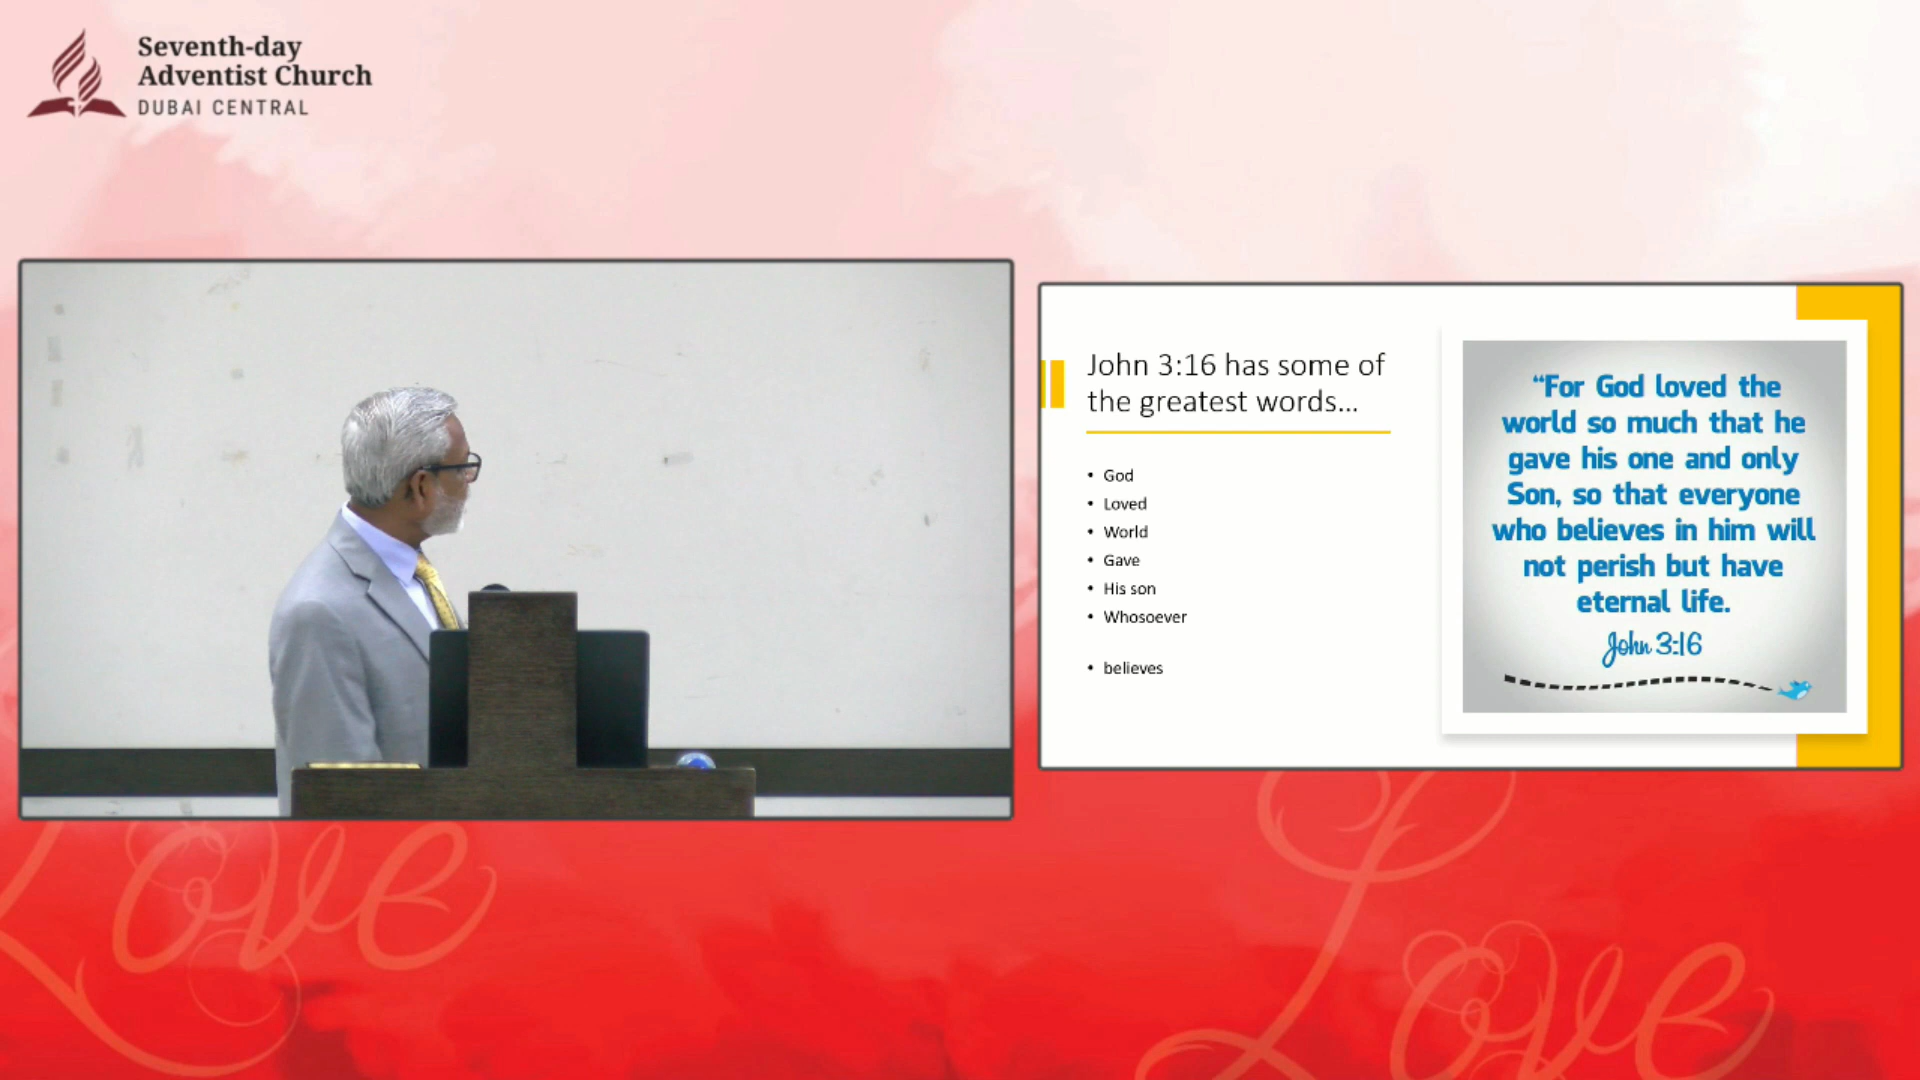 Seventh-day
Adventist Church
DUBAI CENTRAL
John 3:16 has some of
the greatest words...
• God
• Loved
• World
• Gave
• His son
• Whosoever
• believes
“For God loved the
world so much that he
gave his one and only
Son, so that everyone
who believes in him will
not perish but have
eternal life.
John 3:16
Love
Love